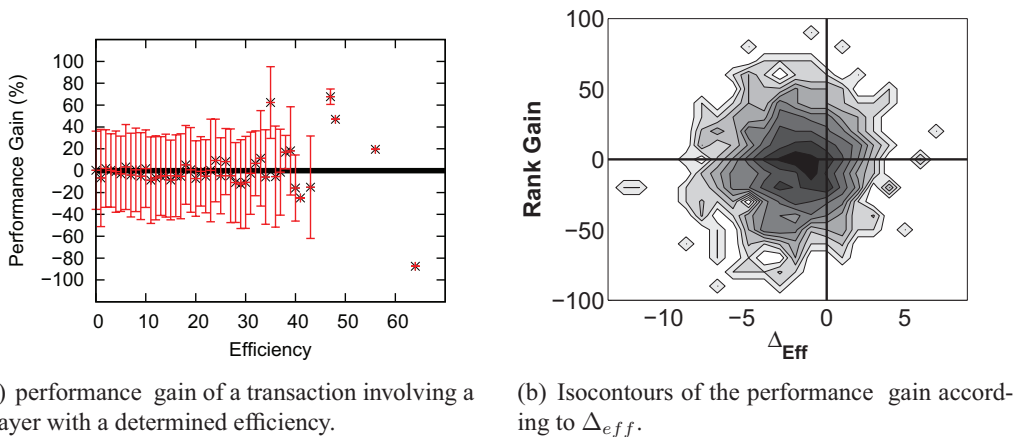 100
80
60
40
20
0
−20
−40
−60
−80
−100
Performance Gain (%)
0 10 20 30 40 50 60
Efficiency
100
50
0
−50
−100
Rank Gain
−10 −5 0 5
Δ Eff
) performance gain of a transaction involving a
ayer with a determined efficiency.
(b) Isocontours of the performance gain accord-
ing to Δeff.